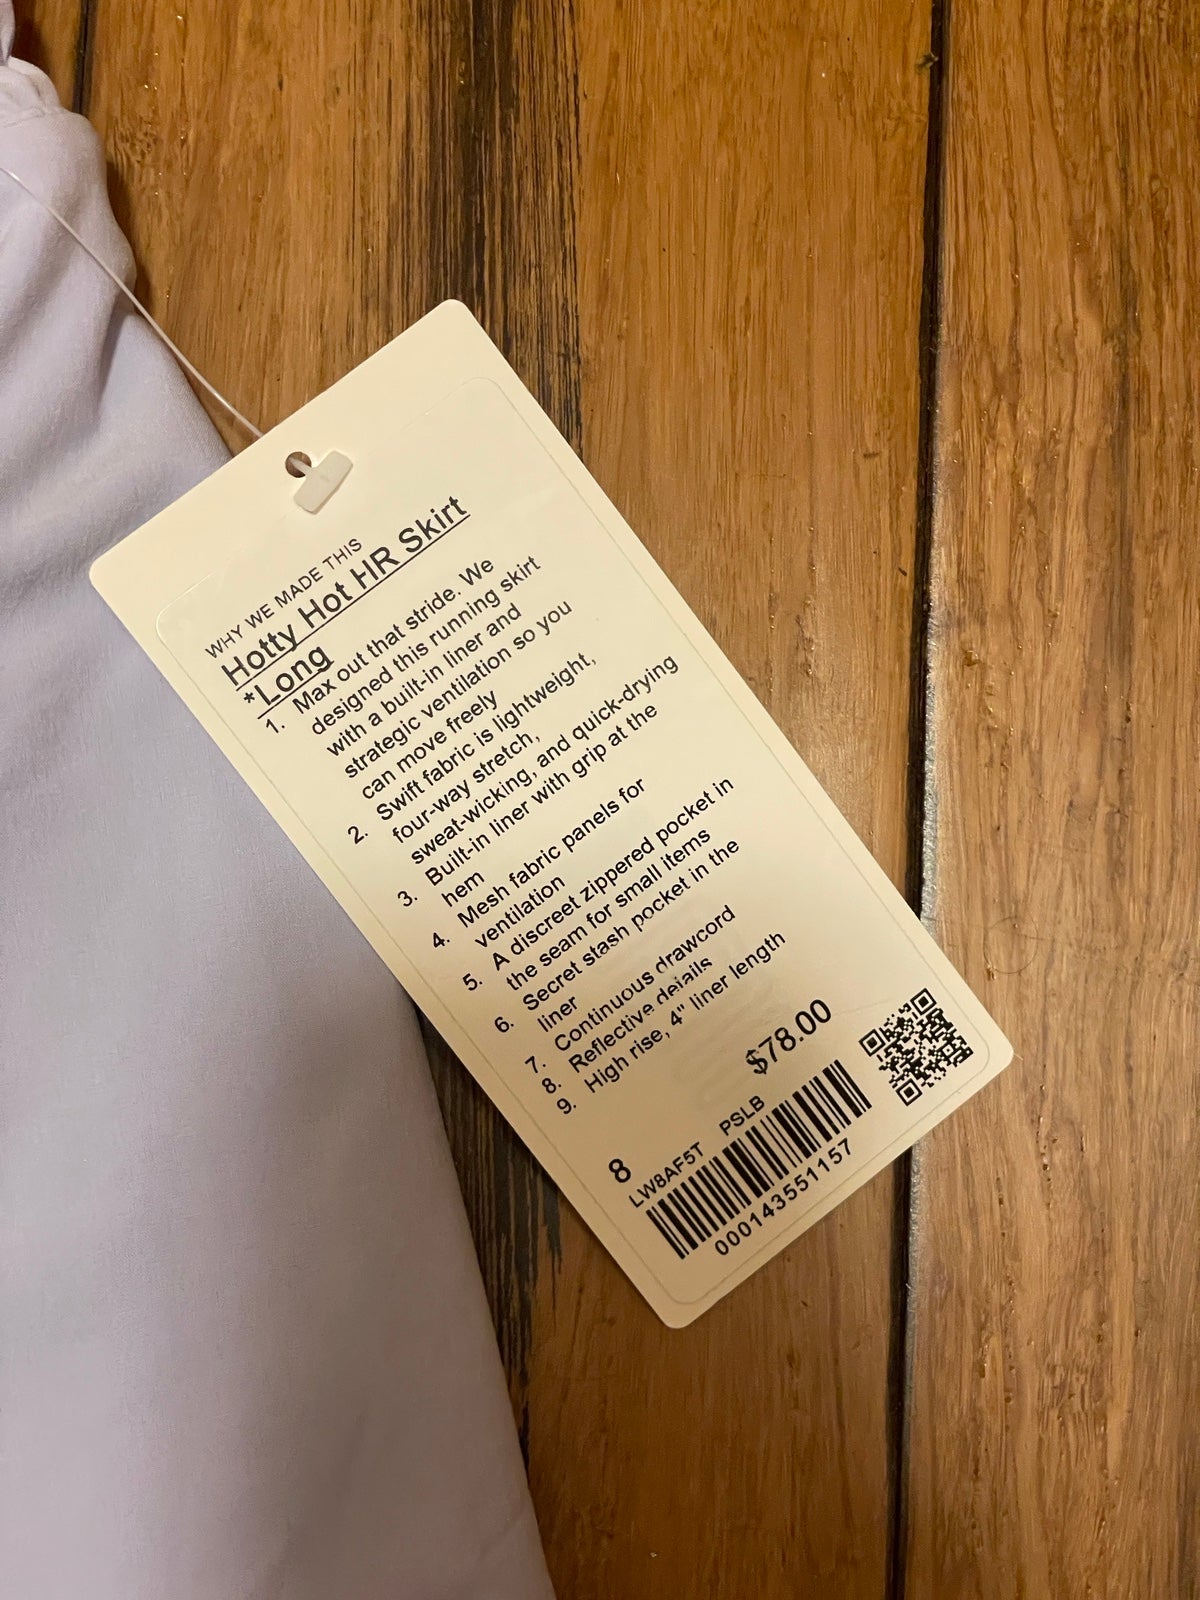 WHY WE MADE THIS
Hotty Hot HR Skirt
*Long
1. Max out that stride. We
designed this running skirt
with a built-in liner and
strategic ventilation so you
can move freely
2. Swift fabric is lightweight,
four-way stretch,
sweat-wicking, and quick-drying
3. Built-in liner with grip at the
hem
4. Mesh fabric panels for
ventilation
5. A discreet zippered pocket in
the seam for small items
6. Secret stash pocket in the
liner
7. Continuous drawcord
8. Reflective details
9. High rise, 4" liner length
$78.00
8
LW8AF5T PSLB
000143551157